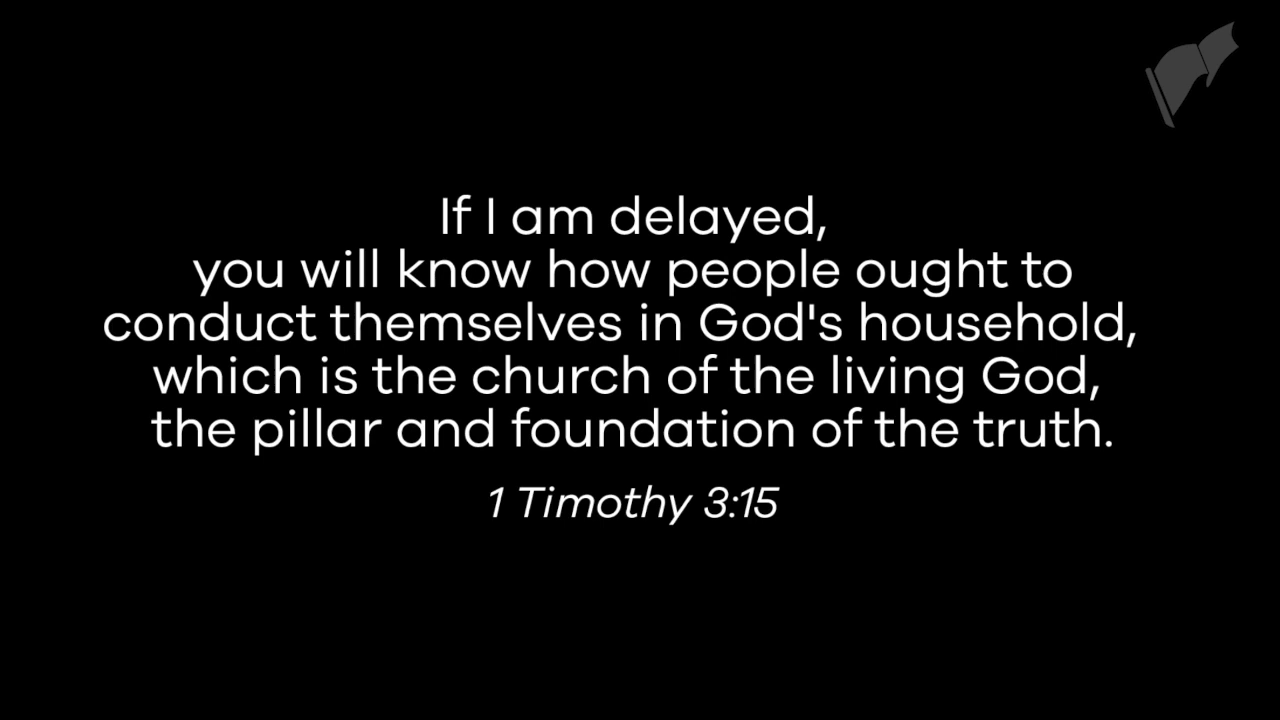 If I am delayed,
you will know how people ought to
conduct themselves in God's household,
which is the church of the living God,
the pillar and foundation of the truth.
1 Timothy 3:15